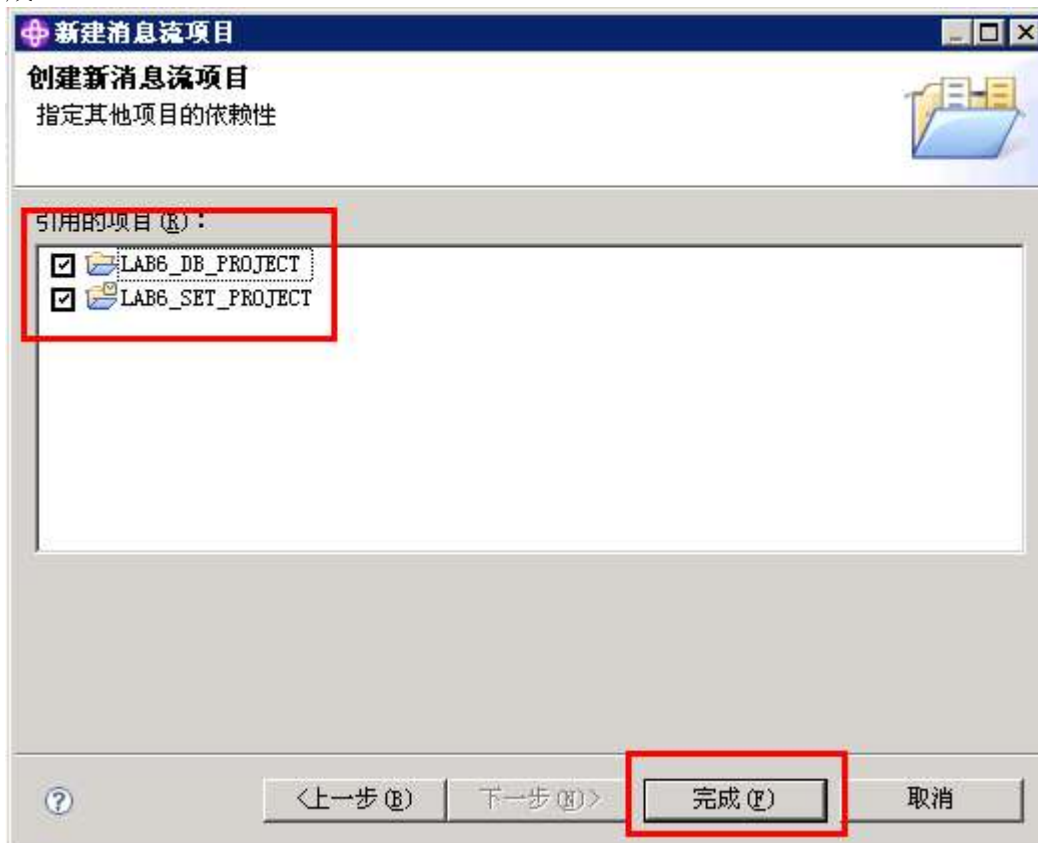 新建消息流项目
创建新消息流项目
指定其他项目的依赖性
引用的项目(R)：
LAB6_DB_PROJECT
LAB6_SET_PROJECT
<上一步(B) 下一步(N)> 完成(F) 取消